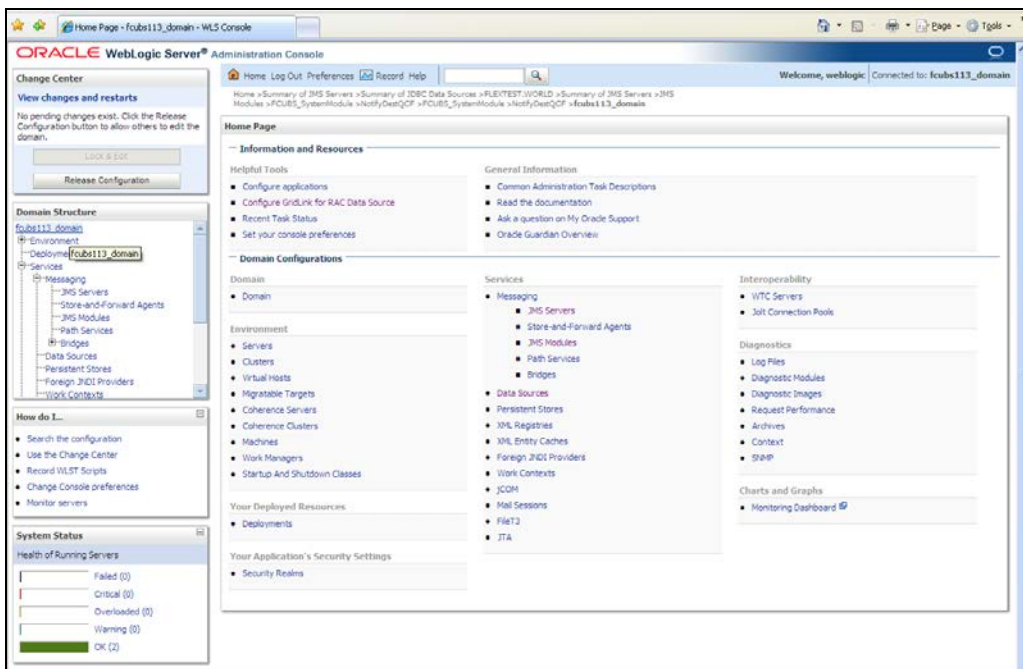 Home Page - fcubs113_domain - WLS Console
Page
Tools
ORACLE WebLogic Server® Administration Console
Change Center
View changes and restarts
No pending changes exist. Click the Release
Configuration button to allow others to edit the
domain.
Lock & Edit
Release Configuration
Domain Structure
fcubs113_domain
Environment
Deployme
fcubs113_domain
Services
Messaging
JMS Servers
Store-and-Forward Agents
JMS Modules
Path Services
Bridges
Data Sources
Persistent Stores
Foreign JNDI Providers
Work Contexts
How do I...
Search the configuration
Use the Change Center
Record WLST Scripts
Change Console preferences
Monitor servers
System Status
Health of Running Servers
Failed (0)
Critical (0)
Overloaded (0)
Warning (0)
OK (2)
Home Log Out Preferences Record Help
Welcome, weblogic Connected to: fcubs113_domain
Home >Summary of JMS Servers >Summary of JDBC Data Sources >FLEXTEST.WORLD >Summary of JMS Servers >JMS
Modules >FCUBS_SystemModule >NotifyDestQCF >FCUBS_SystemModule >NotifyDestQCF >fcubs113_domain
Home Page
Information and Resources
Helpful Tools
Configure applications
Configure GridLink for RAC Data Source
Recent Task Status
Set your console preferences
General Information
Common Administration Task Descriptions
Read the documentation
Ask a question on My Oracle Support
Oracle Guardian Overview
Domain Configurations
Domain
Domain
Environment
Servers
Clusters
Virtual Hosts
Migratable Targets
Coherence Servers
Coherence Clusters
Machines
Work Managers
Startup And Shutdown Classes
Your Deployed Resources
Deployments
Your Application's Security Settings
Security Realms
Services
Messaging
JMS Servers
Store-and-Forward Agents
JMS Modules
Path Services
Bridges
Data Sources
Persistent Stores
XML Registries
XML Entity Caches
Foreign JNDI Providers
Work Contexts
jCOM
Mail Sessions
FileT3
JTA
Interoperability
WTC Servers
Jolt Connection Pools
Diagnostics
Log Files
Diagnostic Modules
Diagnostic Images
Request Performance
Archives
Context
SNMP
Charts and Graphs
Monitoring Dashboard